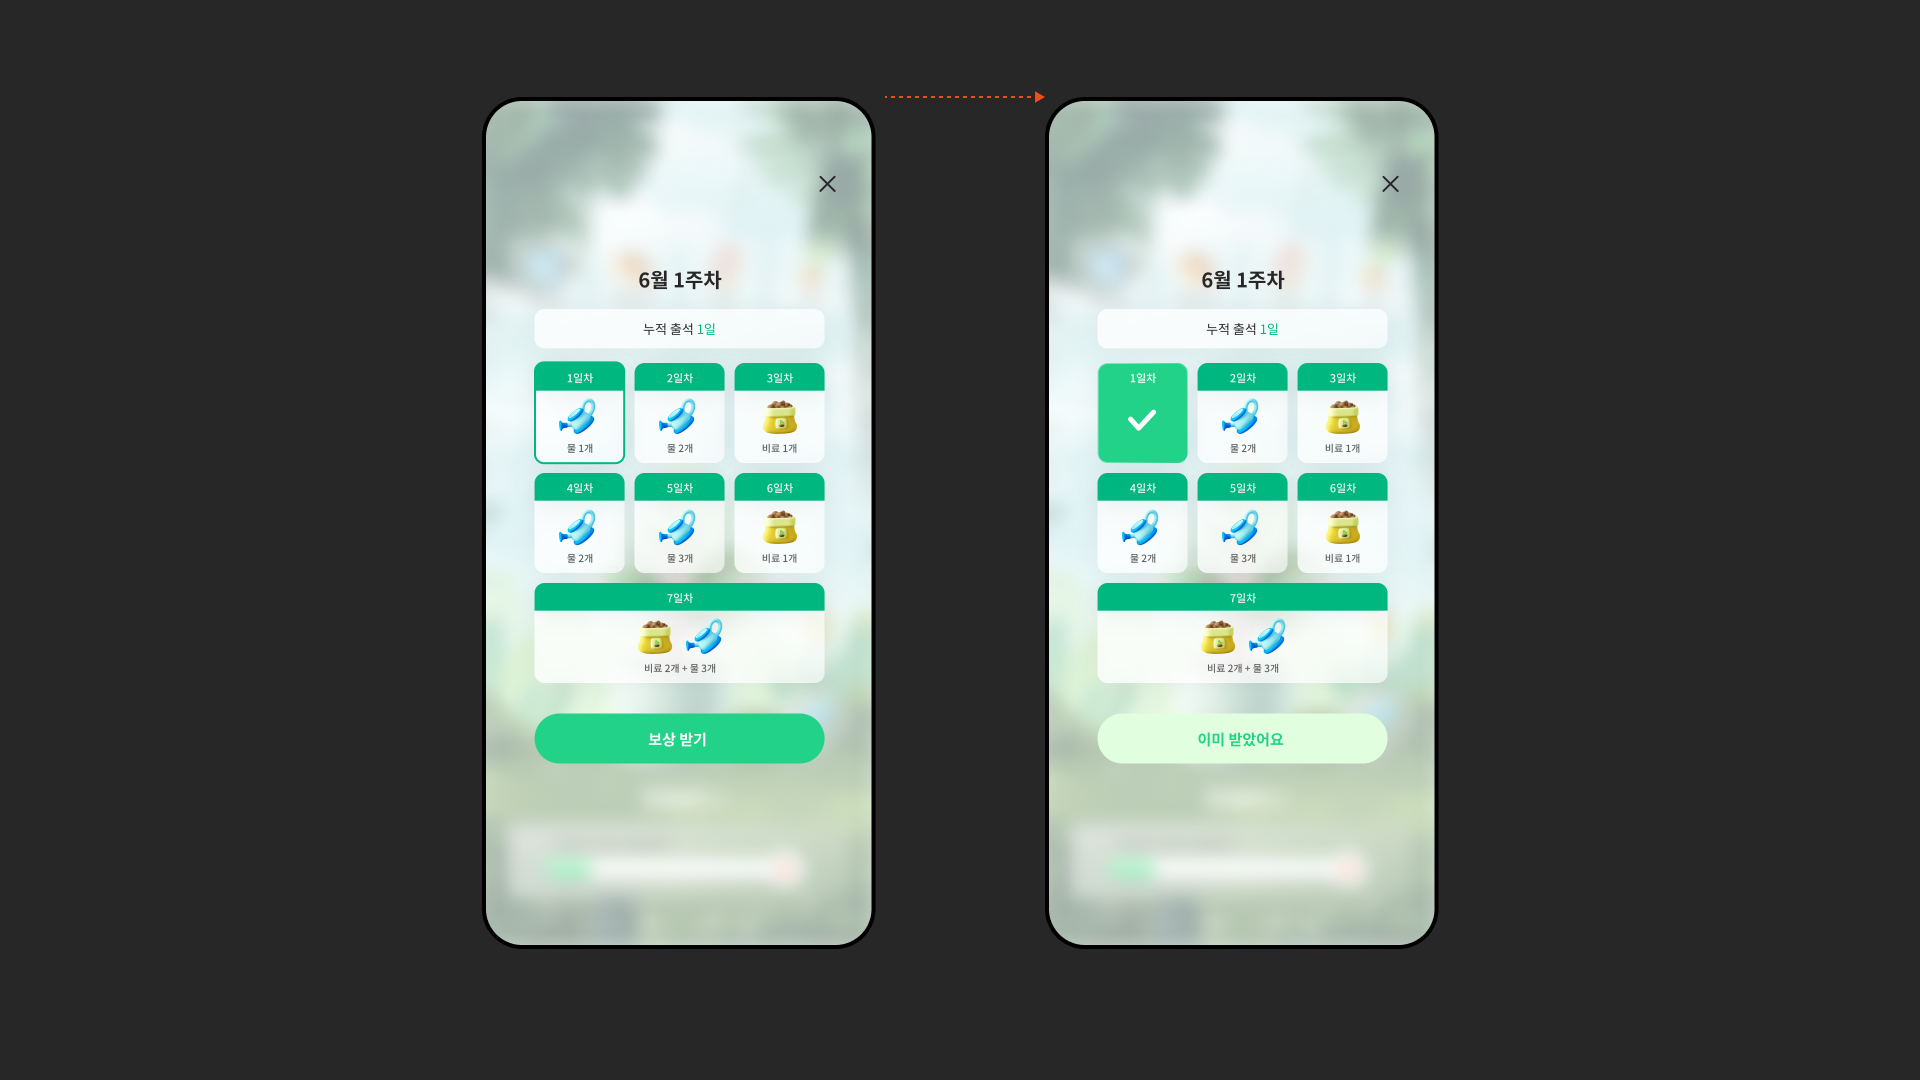 6월 1주차
누적 출석 1일
1일차 2일차 3일차
물 1개 물 2개 비료 1개
4일차 5일차 6일차
물 2개 물 3개 비료 1개
7일차
비료 2개 + 물 3개
보상 받기
6월 1주차
누적 출석 1일
1일차 2일차 3일차
물 2개 비료 1개
4일차 5일차 6일차
물 2개 물 3개 비료 1개
7일차
비료 2개 + 물 3개
이미 받았어요